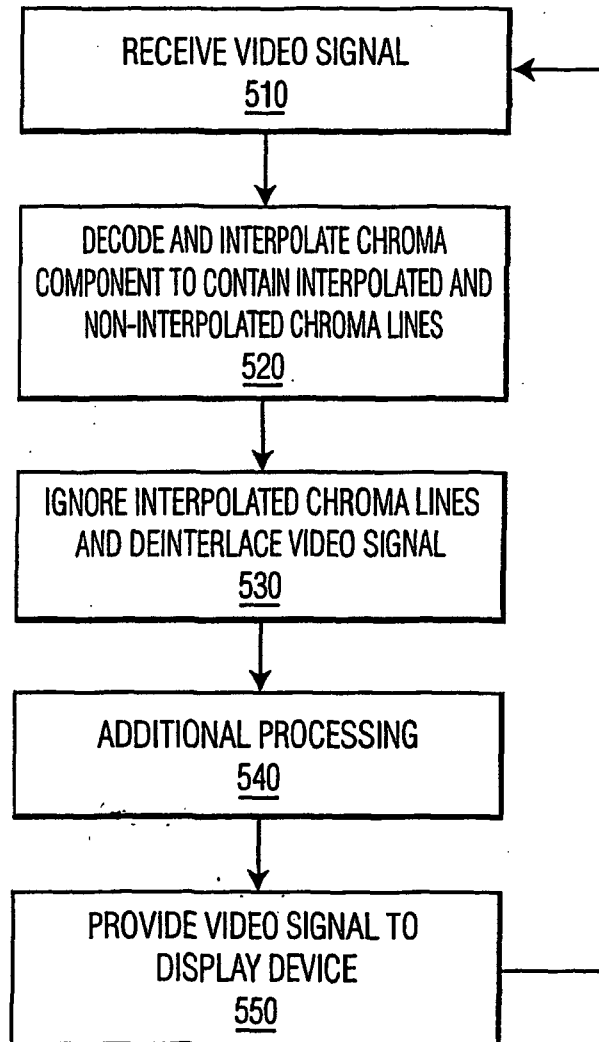 RECEIVE VIDEO SIGNAL
510
DECODE AND INTERPOLATE CHROMA
COMPONENT TO CONTAIN INTERPOLATED AND
NON-INTERPOLATED CHROMA LINES
520
IGNORE INTERPOLATED CHROMA LINES
AND DEINTERLACE VIDEO SIGNAL
530
ADDITIONAL PROCESSING
540
PROVIDE VIDEO SIGNAL TO
DISPLAY DEVICE
550